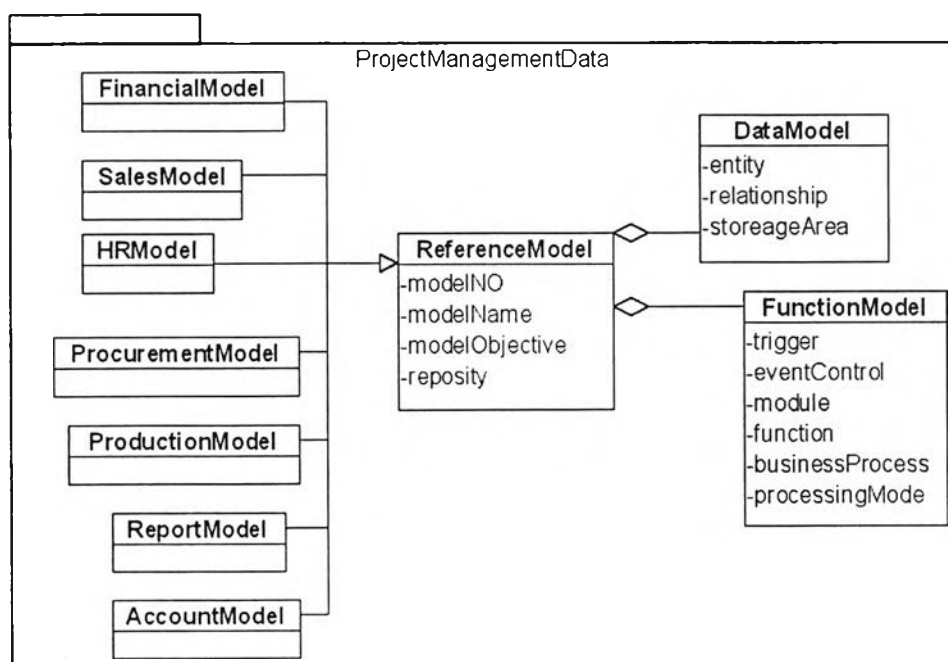 ProjectManagementData
FinancialModel
SalesModel
HRModel
ProcurementModel
ProductionModel
ReportModel
AccountModel
ReferenceModel
-modelNO
-modelName
-modelObjective
-reposity
DataModel
-entity
-relationship
-storeageArea
FunctionModel
-trigger
-eventControl
-module
-function
-businessProcess
-processingMode